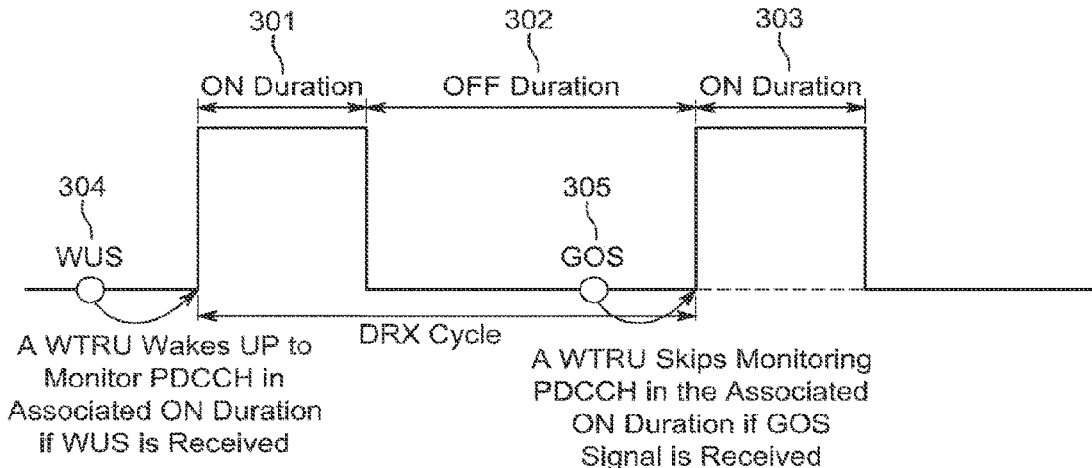 301
302
303
ON Duration
OFF Duration
ON Duration
304
305
WUS
GOS
DRX Cycle
A WTRU Wakes UP to
Monitor PDCCH in
Associated ON Duration
if WUS is Received
A WTRU Skips Monitoring
PDCCH in the Associated
ON Duration if GOS
Signal is Received